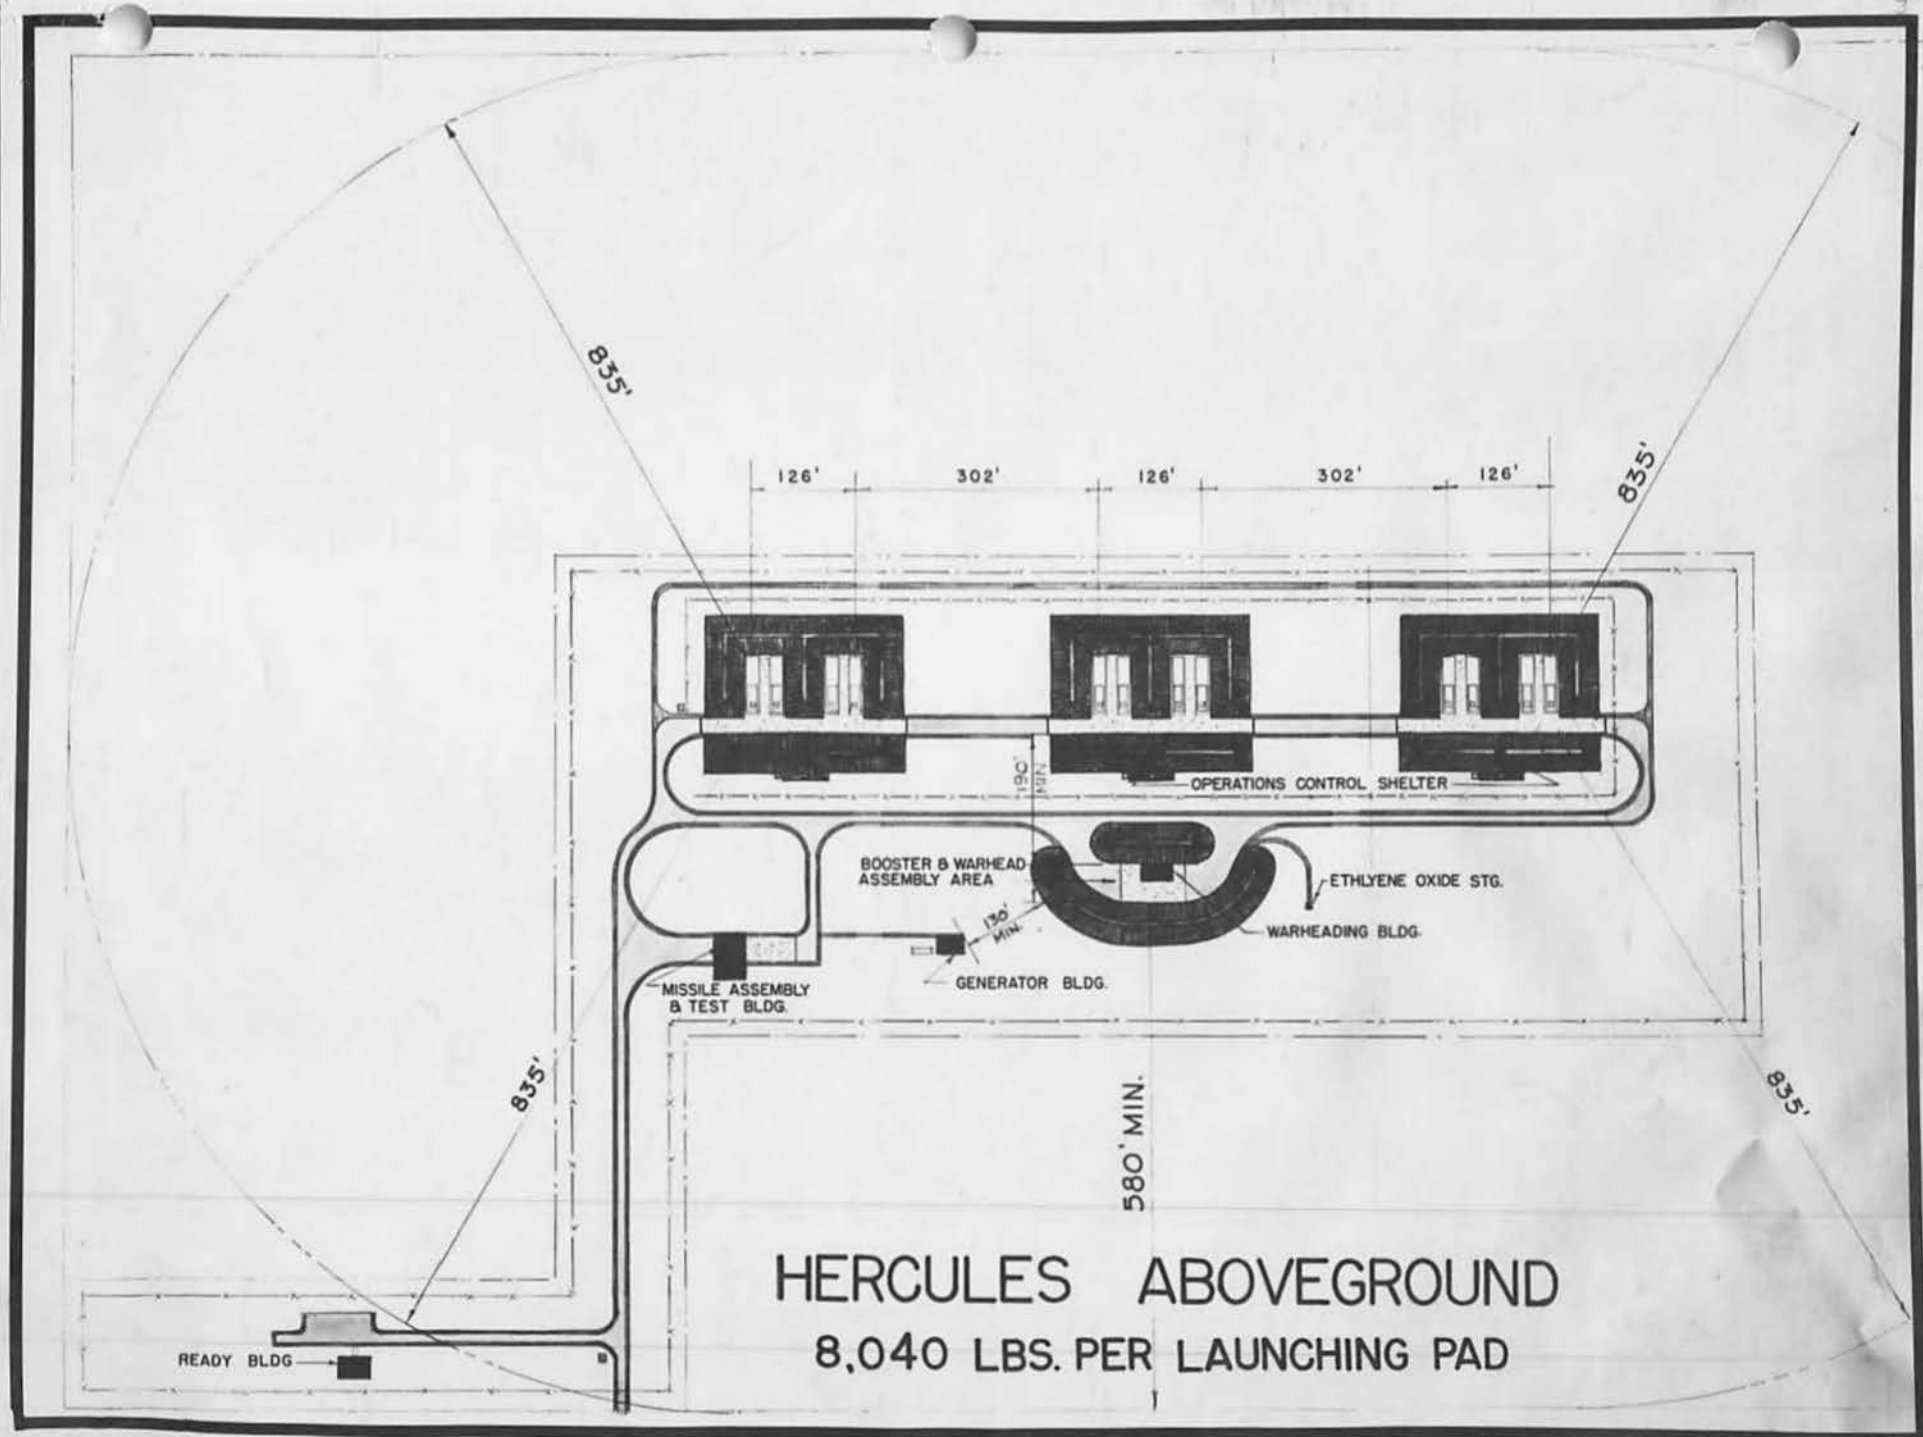 835'
835'
126'
302'
126'
302'
126'
190'
MIN
OPERATIONS CONTROL SHELTER
BOOSTER & WARHEAD
ASSEMBLY AREA
ETHLYENE OXIDE STG.
130'
MIN.
WARHEADING BLDG.
GENERATOR BLDG.
MISSILE ASSEMBLY
& TEST BLDG.
835'
835'
580' MIN.
HERCULES ABOVEGROUND
8,040 LBS. PER LAUNCHING PAD
READY BLDG